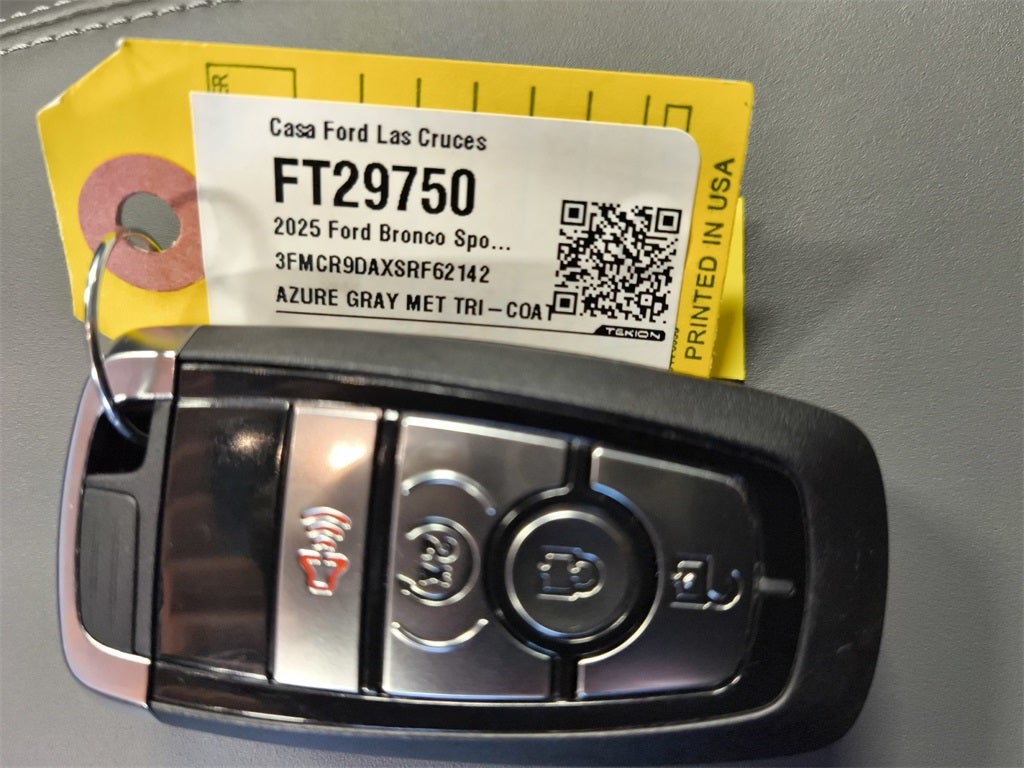 Casa Ford Las Cruces
FT29750
2025 Ford Bronco Spo...
3FMCR9DAXSRF62142
AZURE GRAY MET TRI-COAT
TEKION
PRINTED IN USA
2x